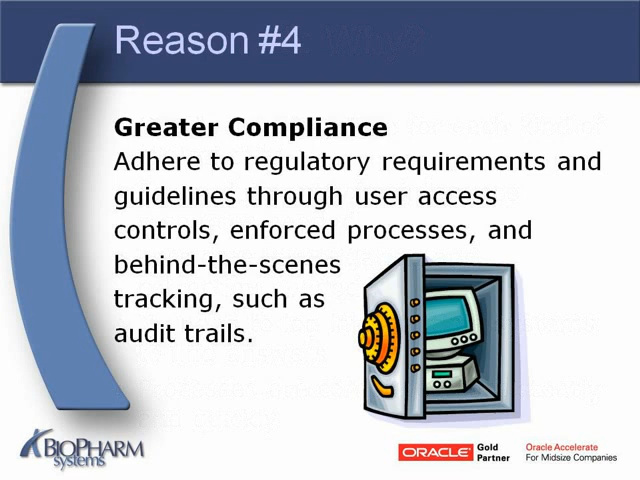 Reason #4
Greater Compliance
Adhere to regulatory requirements and
guidelines through user access
controls, enforced processes, and
behind-the-scenes
tracking, such as
audit trails.
BIOPHARM
systems
ORACLE Gold
Partner
Oracle Accelerate
For Midsize Companies